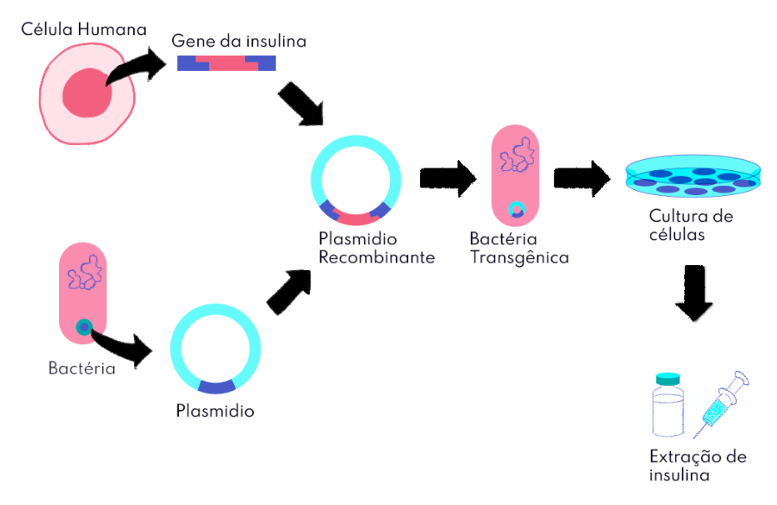 Célula Humana
Gene da insulina
Plasmidio
Recombinante
Bactéria
Transgênica
Cultura de
células
Bactéria
Plasmidio
Extração de
insulina